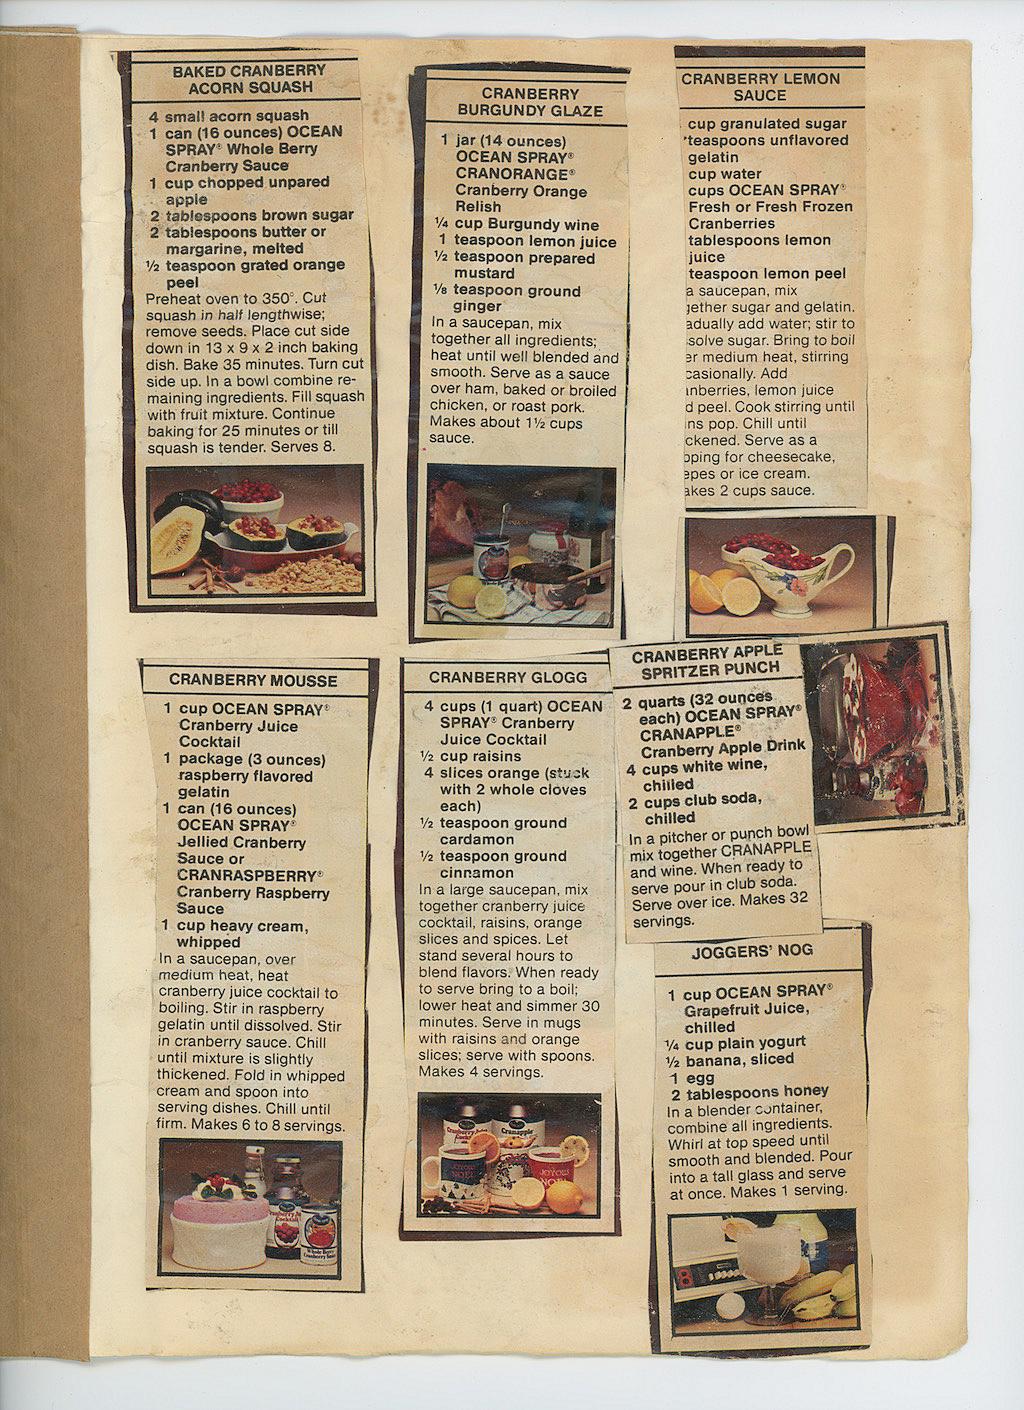 BAKED CRANBERRY
ACORN SQUASH
4 small acorn squash
1 can (16 ounces) OCEAN
SPRAY® Whole Berry
Cranberry Sauce
1 cup chopped unpared
apple
2 tablespoons brown sugar
2 tablespoons butter or
margarine, melted
½ teaspoon grated orange
peel
Preheat oven to 350°. Cut
squash in half lengthwise;
remove seeds. Place cut side
down in 13 x 9 x 2 inch baking
dish. Bake 35 minutes. Turn cut
side up. In a bowl combine re-
maining ingredients. Fill squash
with fruit mixture. Continue
baking for 25 minutes or till
squash is tender. Serves 8.
CRANBERRY
BURGUNDY GLAZE
1 jar (14 ounces)
OCEAN SPRAY®
CRANORANGE®
Cranberry Orange
Relish
¼ cup Burgundy wine
1 teaspoon lemon juice
½ teaspoon prepared
mustard
⅛ teaspoon ground
ginger
In a saucepan, mix
together all ingredients;
heat until well blended and
smooth. Serve as a sauce
over ham, baked or broiled
chicken, or roast pork.
Makes about 1½ cups
sauce.
CRANBERRY LEMON
SAUCE
cup granulated sugar
teaspoons unflavored
gelatin
cup water
cups OCEAN SPRAY®
Fresh or Fresh Frozen
Cranberries
tablespoons lemon
juice
teaspoon lemon peel
a saucepan, mix
gether sugar and gelatin.
adually add water; stir to
solve sugar. Bring to boil
er medium heat, stirring
casionally. Add
nberries, lemon juice
d peel. Cook stirring until
ns pop. Chill until
ckened. Serve as a
pping for cheesecake,
epes or ice cream.
akes 2 cups sauce.
CRANBERRY MOUSSE
1 cup OCEAN SPRAY®
Cranberry Juice
Cocktail
1 package (3 ounces)
raspberry flavored
gelatin
1 can (16 ounces)
OCEAN SPRAY®
Jellied Cranberry
Sauce or
CRANRASPBERRY®
Cranberry Raspberry
Sauce
1 cup heavy cream,
whipped
In a saucepan, over
medium heat, heat
cranberry juice cocktail to
boiling. Stir in raspberry
gelatin until dissolved. Stir
in cranberry sauce. Chill
until mixture is slightly
thickened. Fold in whipped
cream and spoon into
serving dishes. Chill until
firm. Makes 6 to 8 servings.
Cocktail
Whole Berry
CRANBERRY GLOGG
4 cups (1 quart) OCEAN
SPRAY® Cranberry
Juice Cocktail
½ cup raisins
4 slices orange (stuck
with 2 whole cloves
each)
½ teaspoon ground
cardamon
½ teaspoon ground
cinnamon
In a large saucepan, mix
together cranberry juice
cocktail, raisins, orange
slices and spices. Let
stand several hours to
blend flavors. When ready
to serve bring to a boil;
lower heat and simmer 30
minutes. Serve in mugs
with raisins and orange
slices; serve with spoons.
Makes 4 servings.
Cranapple
JOYOUS
NOEL
JOYOUS
NOEL
CRANBERRY APPLE
SPRITZER PUNCH
2 quarts (32 ounces
each) OCEAN SPRAY®
CRANAPPLE®
Cranberry Apple Drink
4 cups white wine,
chilled
2 cups club soda,
chilled
In a pitcher or punch bowl
mix together CRANAPPLE
and wine. When ready to
serve pour in club soda.
Serve over ice. Makes 32
servings.
JOGGERS' NOG
1 cup OCEAN SPRAY®
Grapefruit Juice,
chilled
¼ cup plain yogurt
½ banana, sliced
1 egg
2 tablespoons honey
In a blender container,
combine all ingredients.
Whirl at top speed until
smooth and blended. Pour
into a tall glass and serve
at once. Makes 1 serving.